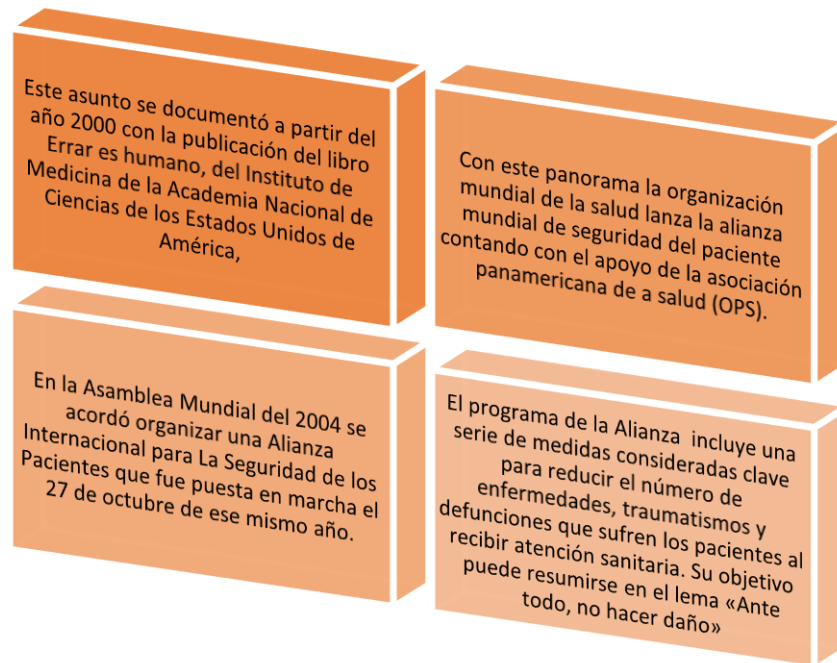 Este asunto se documentó a partir del
año 2000 con la publicación del libro
Errar es humano, del Instituto de
Medicina de la Academia Nacional de
Ciencias de los Estados Unidos de
América,
Con este panorama la organización
mundial de la salud lanza la alianza
mundial de seguridad del paciente
contando con el apoyo de la asociación
panamericana de a salud (OPS).
En la Asamblea Mundial del 2004 se
acordó organizar una Alianza
Internacional para La Seguridad de los
Pacientes que fue puesta en marcha el
27 de octubre de ese mismo año.
El programa de la Alianza  incluye una
serie de medidas consideradas clave
para reducir el número de
enfermedades, traumatismos y
defunciones que sufren los pacientes al
recibir atención sanitaria. Su objetivo
puede resumirse en el lema «Ante
todo, no hacer daño»